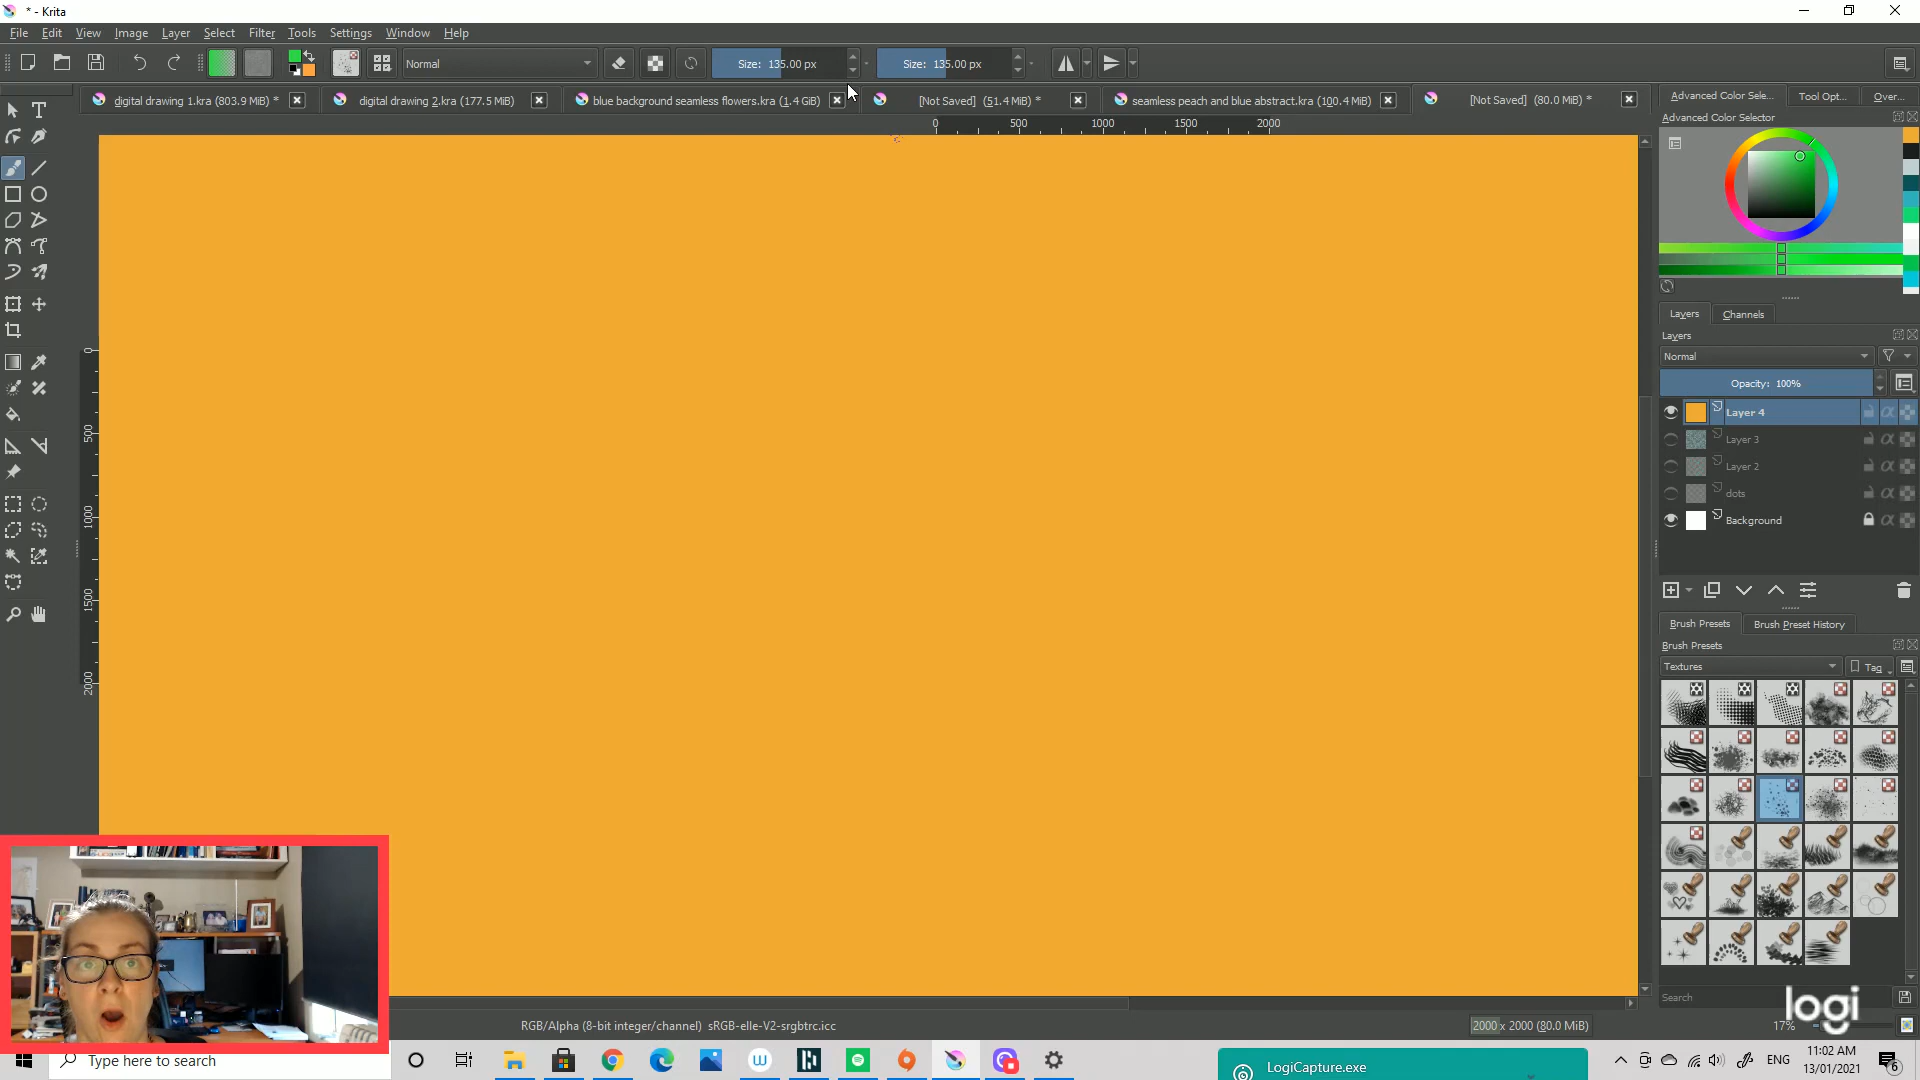 * - Krita
File Edit View Image Layer Select Filter Tools Settings Window Help
Normal Size: 135.00 px Size: 135.00 px
digital drawing 1.kra (803.9 MiB) * digital drawing 2.kra (177.5 MiB) blue background seamless flowers.kra (1.4 GiB) [Not Saved] (51.4 MiB) * seamless peach and blue abstract.kra (100.4 MiB) [Not Saved] (80.0 MiB) *
Advanced Color Sele... Tool Opt... Over...
Advanced Color Selector
0 500 1000 1500 2000
0
500
1000
1500
2000
Layers Channels
Layers
Normal
Opacity: 100%
Layer 4
Layer 3
Layer 2
dots
Background
Brush Presets Brush Preset History
Brush Presets
Textures Tag
Search
logi
RGB/Alpha (8-bit integer/channel) sRGB-elle-V2-srgbtrc.icc
2000 x 2000 (80.0 MiB)
17%
Type here to search
LogiCapture.exe
ENG
11:02 AM
13/01/2021
6